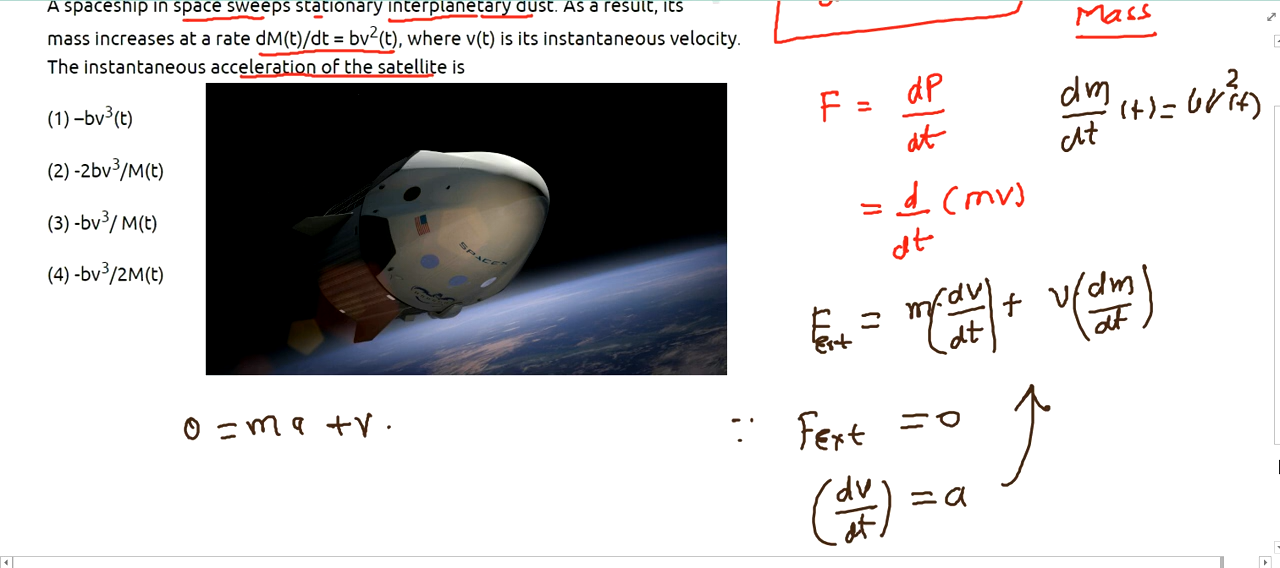 A spaceship in space sweeps stationary interplanetary dust. As a result, its
mass increases at a rate dM(t)/dt = bv²(t), where v(t) is its instantaneous velocity.
The instantaneous acceleration of the satellite is
(1) –bv³(t)
(2) -2bv³/M(t)
(3) -bv³/ M(t)
(4) -bv³/2M(t)
SPACEX
Mass
F = dP/dt
dm/dt (t) = bv²(t)
= d/dt (mv)
Fext = m(dv/dt) + v(dm/dt)
0 = ma + v.
∵ Fext = 0
(dv/dt) = a